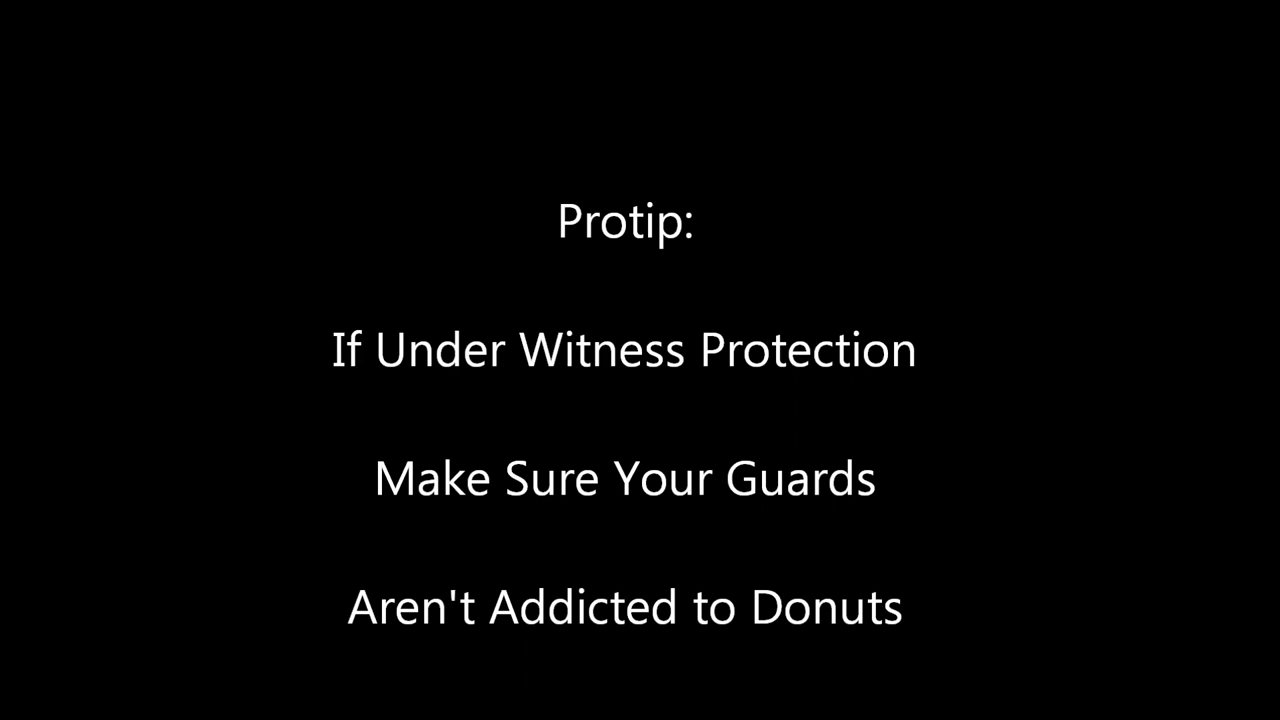 Protip:
If Under Witness Protection
Make Sure Your Guards
Aren't Addicted to Donuts